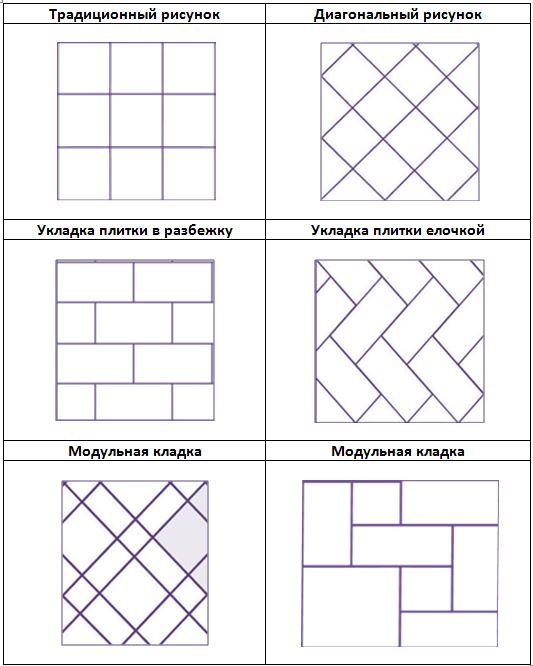 Традиционный рисунок
Диагональный рисунок
Укладка плитки в разбежку
Укладка плитки елочкой
Модульная кладка
Модульная кладка